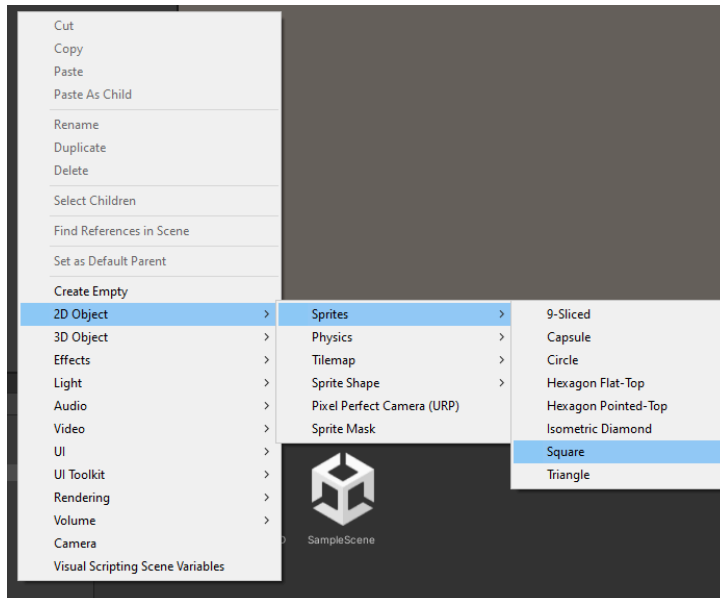 Cut
Copy
Paste
Paste As Child
Rename
Duplicate
Delete
Select Children
Find References in Scene
Set as Default Parent
Create Empty
2D Object
3D Object
Effects
Light
Audio
Video
UI
UI Toolkit
Rendering
Volume
Camera
Visual Scripting Scene Variables
Sprites
Physics
Tilemap
Sprite Shape
Pixel Perfect Camera (URP)
Sprite Mask
9-Sliced
Capsule
Circle
Hexagon Flat-Top
Hexagon Pointed-Top
Isometric Diamond
Square
Triangle
SampleScene